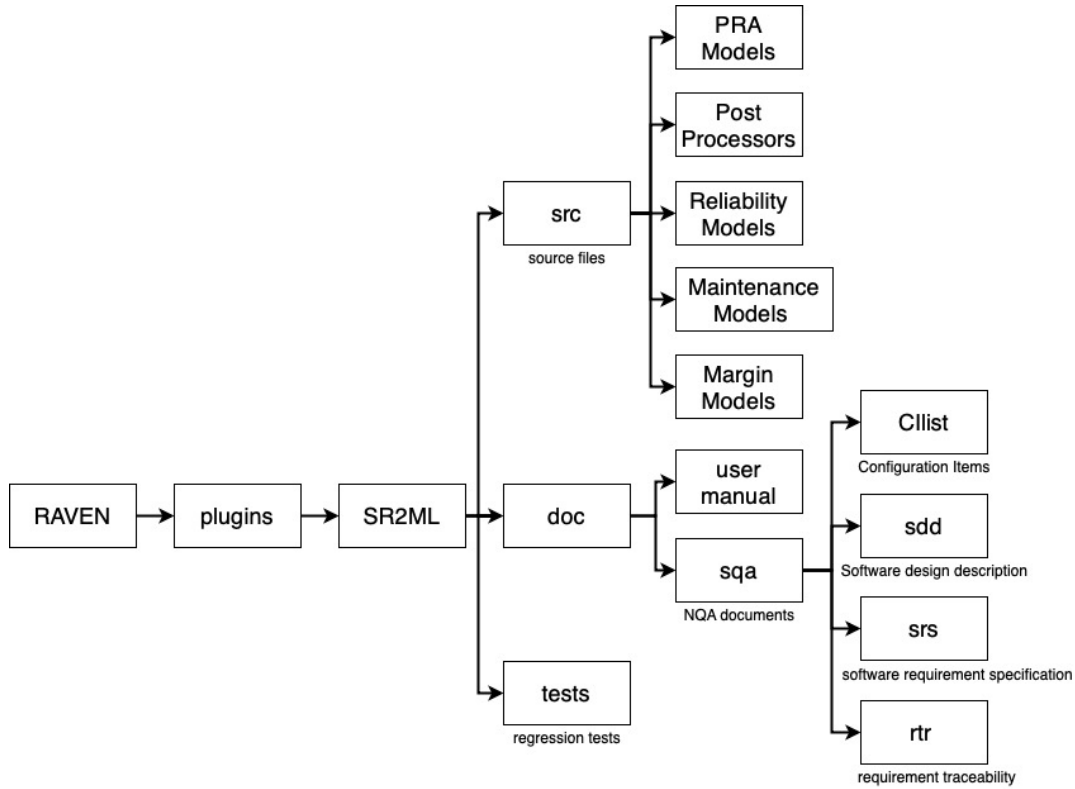 PRA
Models
Post
Processors
src
source files
Reliability
Models
Maintenance
Models
Margin
Models
CIlist
Configuration Items
RAVEN
plugins
SR2ML
doc
user
manual
sqa
NQA documents
sdd
Software design description
srs
software requirement specification
tests
regression tests
rtr
requirement traceability